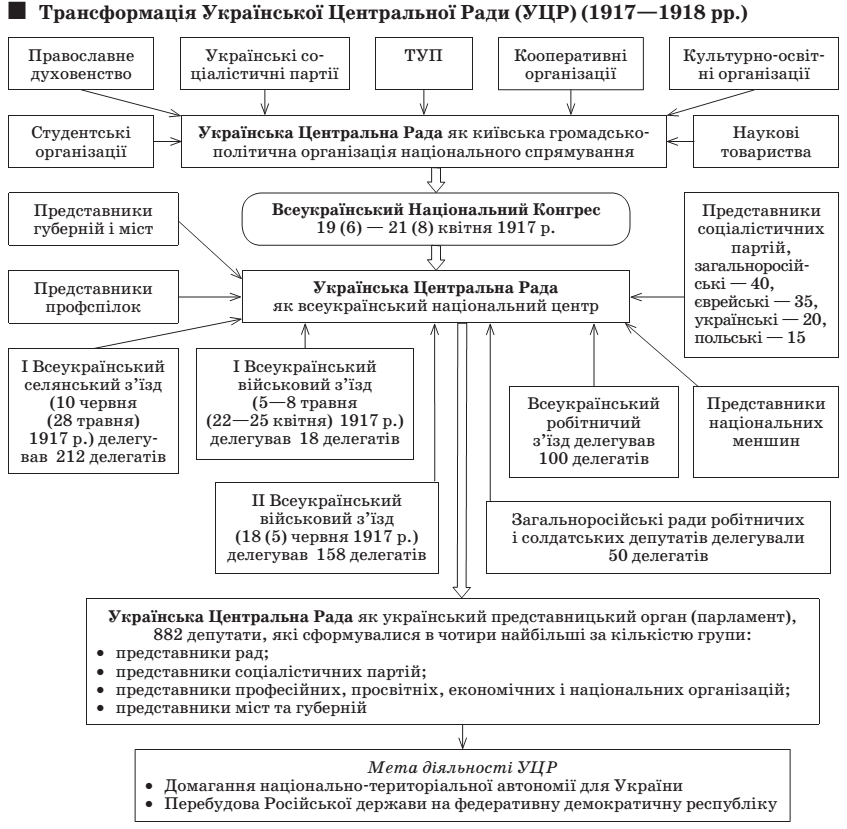 ■ Трансформація Української Центральної Ради (УЦР) (1917—1918 рр.)
Православне
духовенство
Українські со-
ціалістичні партії
ТУП
Кооперативні
організації
Культурно-освіт-
ні організації
Студентські
організації
Українська Центральна Рада як київська громадсько-
політична організація національного спрямування
Наукові
товариства
Представники
губерній і міст
Всеукраїнський Національний Конгрес
19 (6) — 21 (8) квітня 1917 р.
Представники
соціалістичних
партій,
загальноросій-
ські — 40,
єврейські — 35,
українські — 20,
польські — 15
Представники
профспілок
Українська Центральна Рада
як всеукраїнський національний центр
І Всеукраїнський
селянський з’їзд
(10 червня
(28 травня)
1917 р.) делегу-
вав 212 делегатів
І Всеукраїнський
військовий з’їзд
(5—8 травня
(22—25 квітня) 1917 р.)
делегував 18 делегатів
Всеукраїнський
робітничий
з’їзд делегував
100 делегатів
Представники
національних
меншин
ІІ Всеукраїнський
військовий з’їзд
(18 (5) червня 1917 р.)
делегував 158 делегатів
Загальноросійські ради робітничих
і солдатських депутатів делегували
50 делегатів
Українська Центральна Рада як український представницький орган (парламент),
882 депутати, які сформувалися в чотири найбільші за кількістю групи:
• представники рад;
• представники соціалістичних партій;
• представники професійних, просвітніх, економічних і національних організацій;
• представники міст та губерній
Мета діяльності УЦР
• Домагання національно-територіальної автономії для України
• Перебудова Російської держави на федеративну демократичну республіку